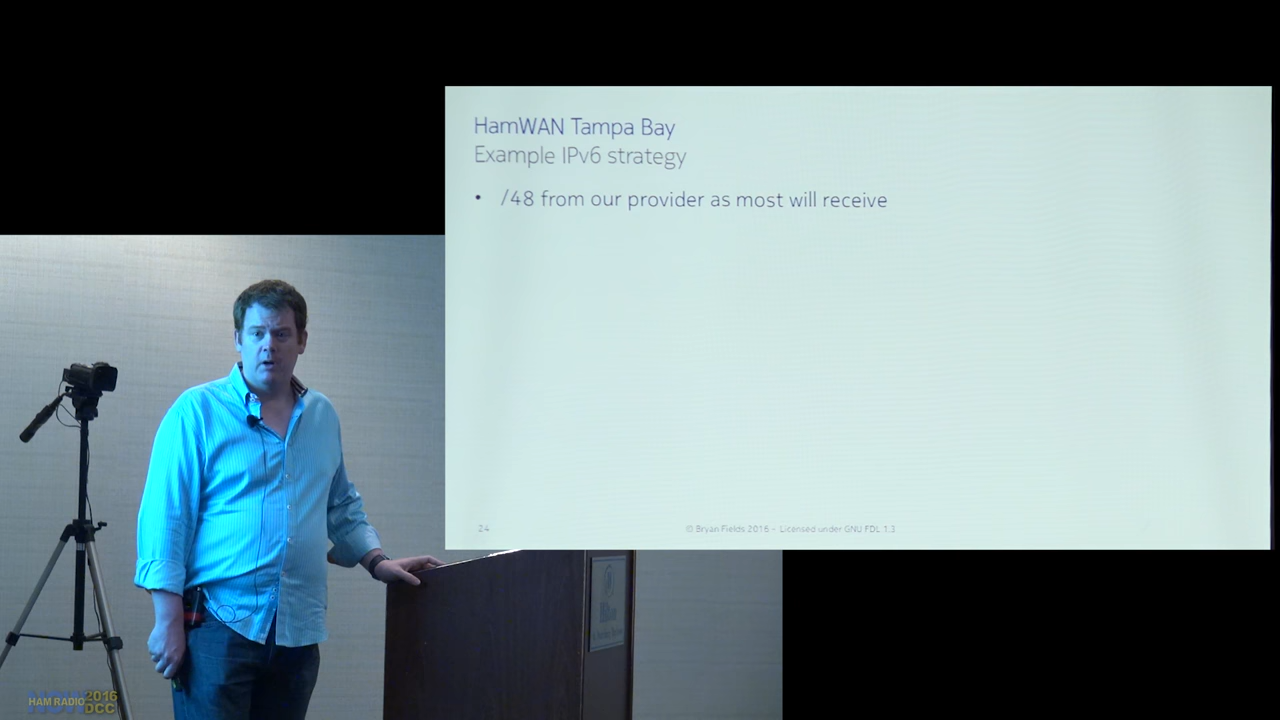 HamWAN Tampa Bay
Example IPv6 strategy
• /48 from our provider as most will receive
24
© Bryan Fields 2016 - Licensed under GNU FDL 1.3
HAM RADIO
2016
DCC